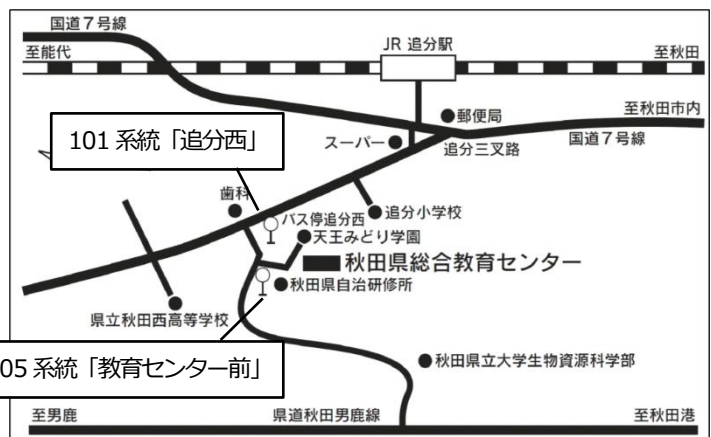 国道7号線
至能代
JR 追分駅
至秋田
郵便局
至秋田市内
101 系統「追分西」
スーパー
追分三叉路
国道7号線
歯科
バス停追分西
追分小学校
天王みどり学園
秋田県総合教育センター
秋田県自治研修所
県立秋田西高等学校
05 系統「教育センター前」
秋田県立大学生物資源科学部
至男鹿
県道秋田男鹿線
至秋田港